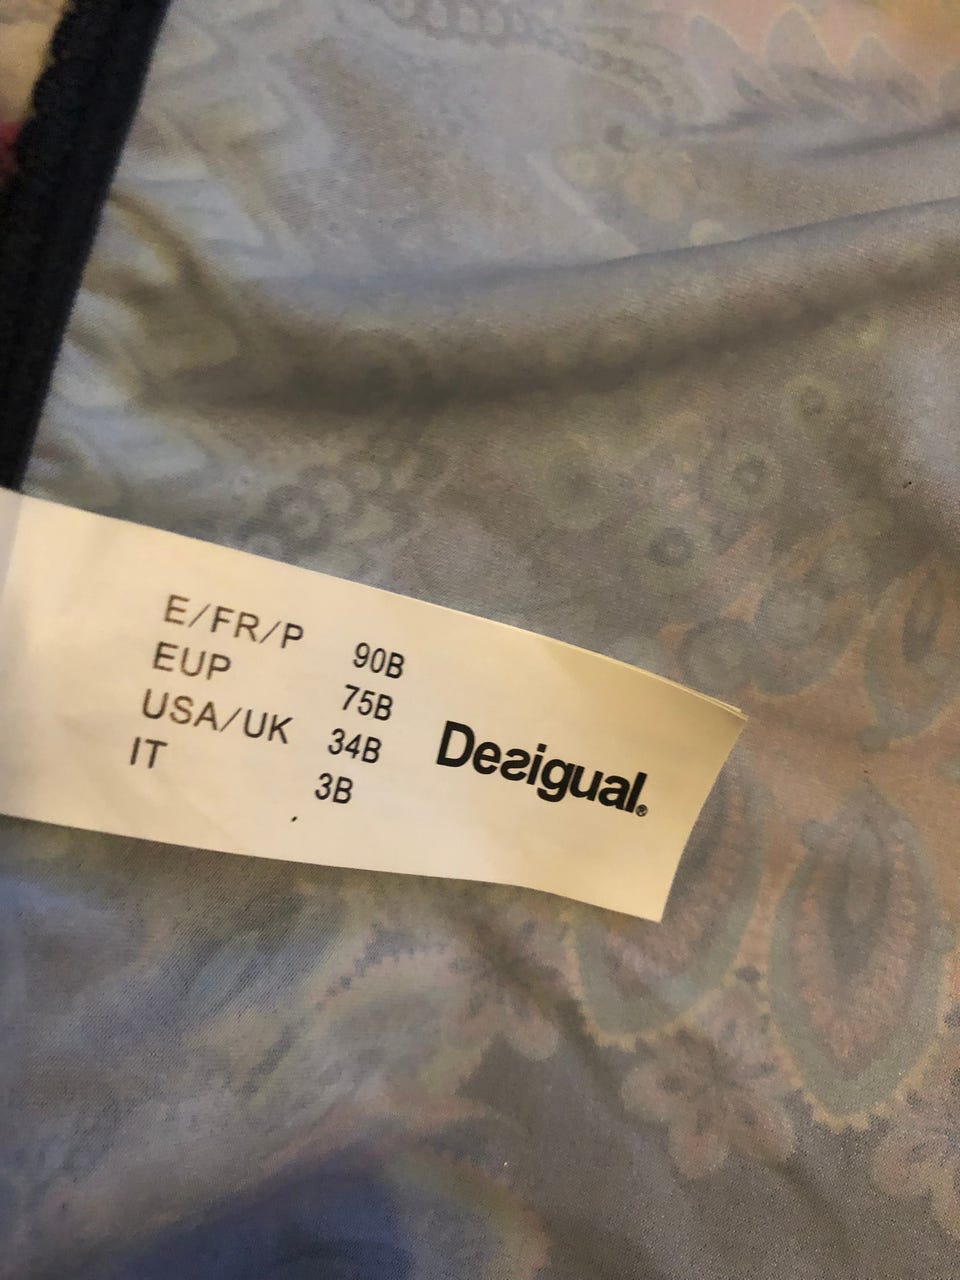 E/FR/P 90B
EUP 75B
USA/UK 34B
IT 3B
Desigual®